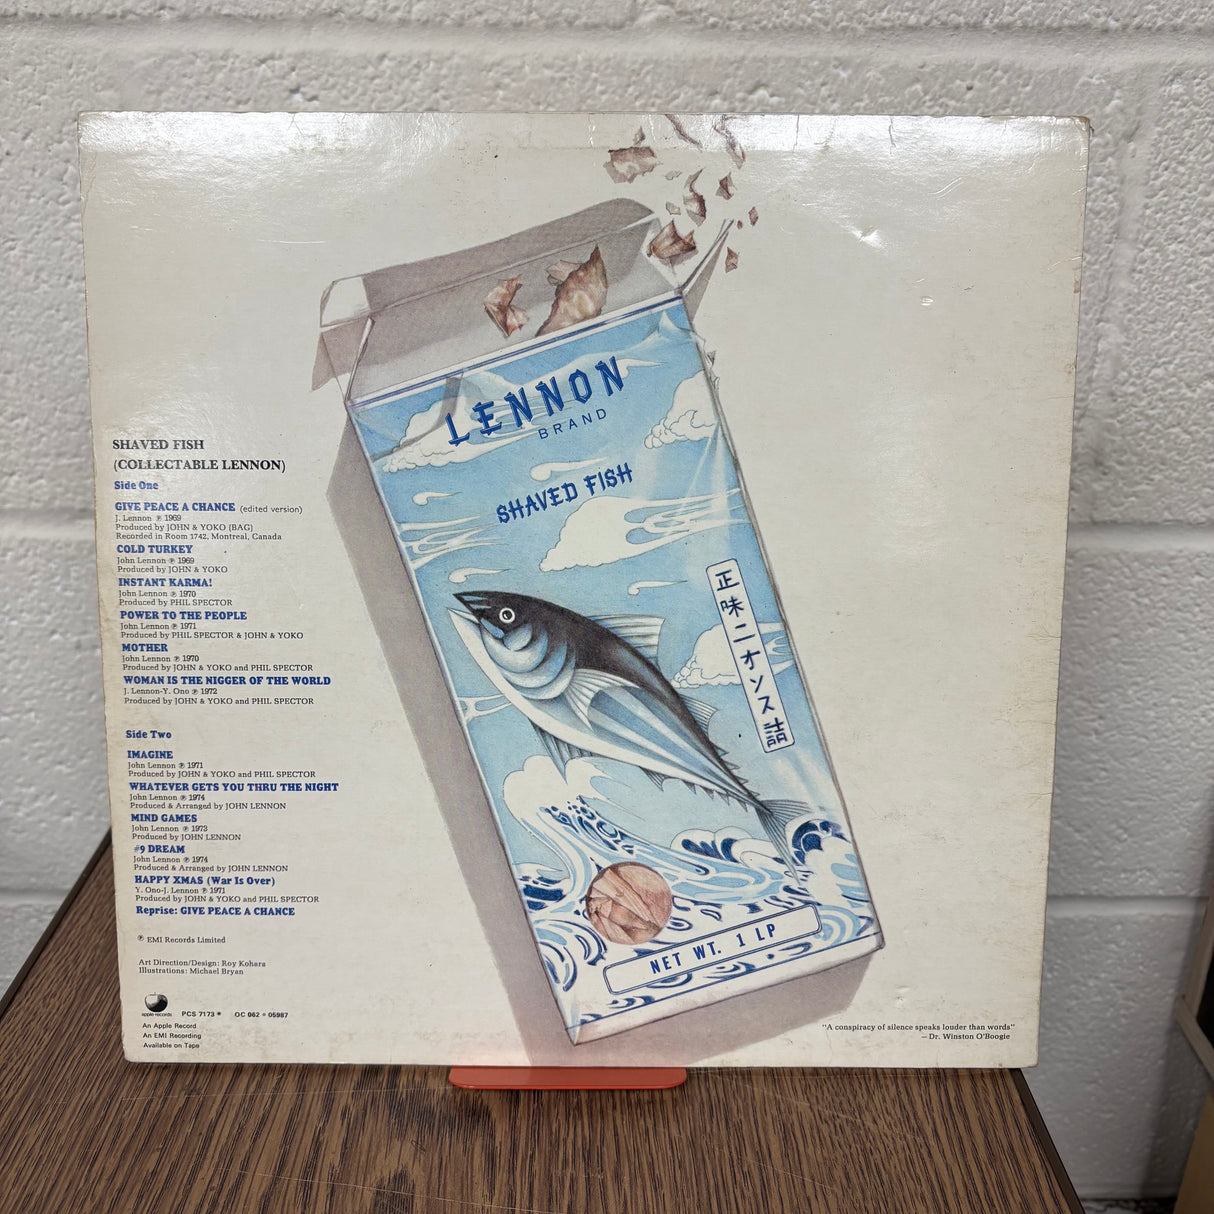 SHAVED FISH
(COLLECTABLE LENNON)
Side One
GIVE PEACE A CHANCE (edited version)
J. Lennon ℗ 1969
Produced by JOHN & YOKO (BAG)
Recorded in Room 1742, Montreal, Canada
COLD TURKEY
John Lennon ℗ 1969
Produced by JOHN & YOKO
INSTANT KARMA!
John Lennon ℗ 1970
Produced by PHIL SPECTOR
POWER TO THE PEOPLE
John Lennon ℗ 1971
Produced by PHIL SPECTOR & JOHN & YOKO
MOTHER
John Lennon ℗ 1970
Produced by JOHN & YOKO and PHIL SPECTOR
WOMAN IS THE NIGGER OF THE WORLD
J. Lennon-Y. Ono ℗ 1972
Produced by JOHN & YOKO and PHIL SPECTOR
Side Two
IMAGINE
John Lennon ℗ 1971
Produced by JOHN & YOKO and PHIL SPECTOR
WHATEVER GETS YOU THRU THE NIGHT
John Lennon ℗ 1974
Produced & Arranged by JOHN LENNON
MIND GAMES
John Lennon ℗ 1973
Produced by JOHN LENNON
#9 DREAM
John Lennon ℗ 1974
Produced & Arranged by JOHN LENNON
HAPPY XMAS (War Is Over)
Y. Ono-J. Lennon ℗ 1971
Produced by JOHN & YOKO and PHIL SPECTOR
Reprise: GIVE PEACE A CHANCE
℗ EMI Records Limited
Art Direction/Design: Roy Kohara
Illustrations: Michael Bryan
apple records
PCS 7173 * OC 062 ∘ 05987
An Apple Record
An EMI Recording
Available on Tape
LENNON
BRAND
SHAVED FISH
正味二オンス詰
NET WT. 1 LP
"A conspiracy of silence speaks louder than words"
— Dr. Winston O'Boogie